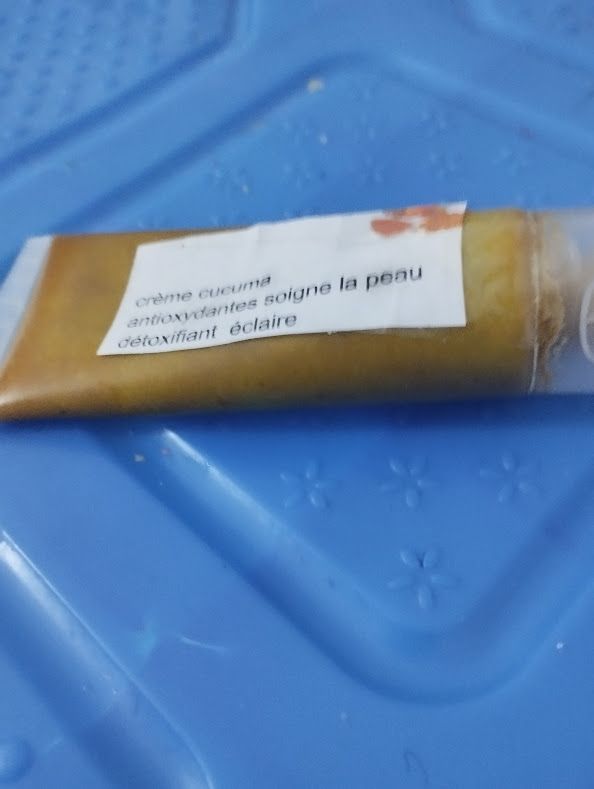 crème cucuma
antioxydantes soigne la peau
détoxifiant éclaire